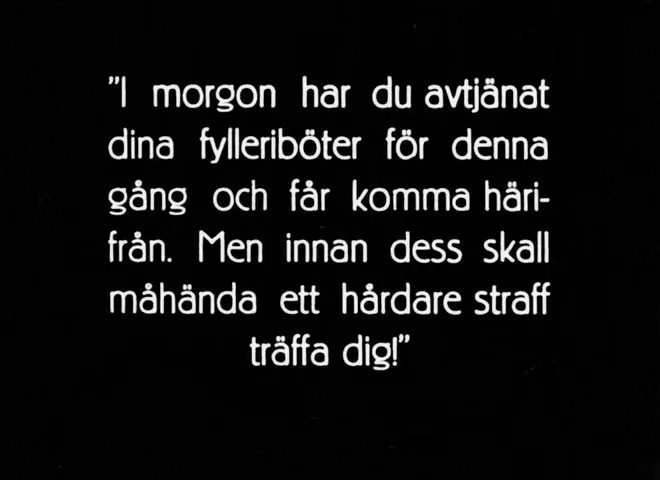 "I morgon har du avtjänat
dina fylleriböter för denna
gång och får komma häri-
från. Men innan dess skall
måhända ett hårdare straff
träffa dig!"